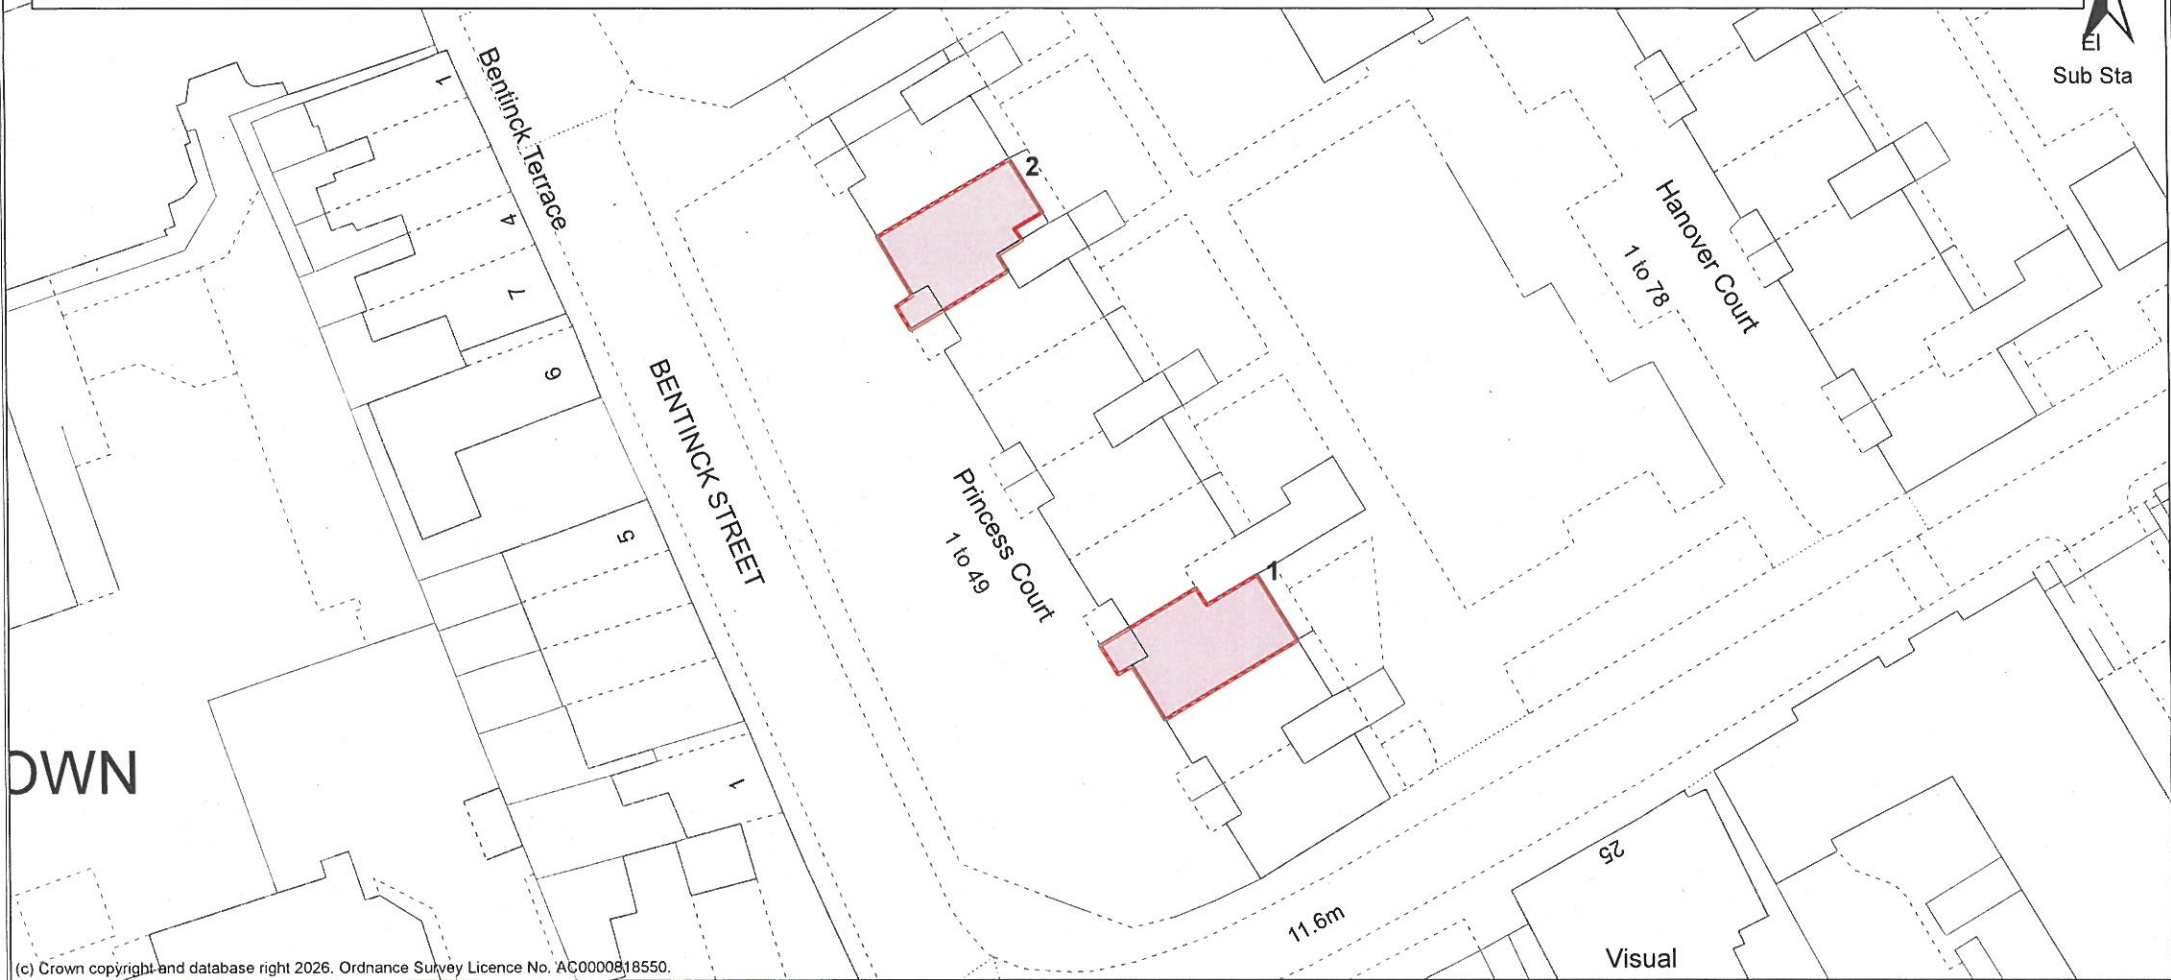 El
Sub Sta
Bentinck Terrace
1
4
7
9
5
1
BENTINCK STREET
2
Princess Court
1 to 49
1
Hanover Court
1 to 78
OWN
25
11.6m
Visual
(c) Crown copyright and database right 2026. Ordnance Survey Licence No. AC0000818550.